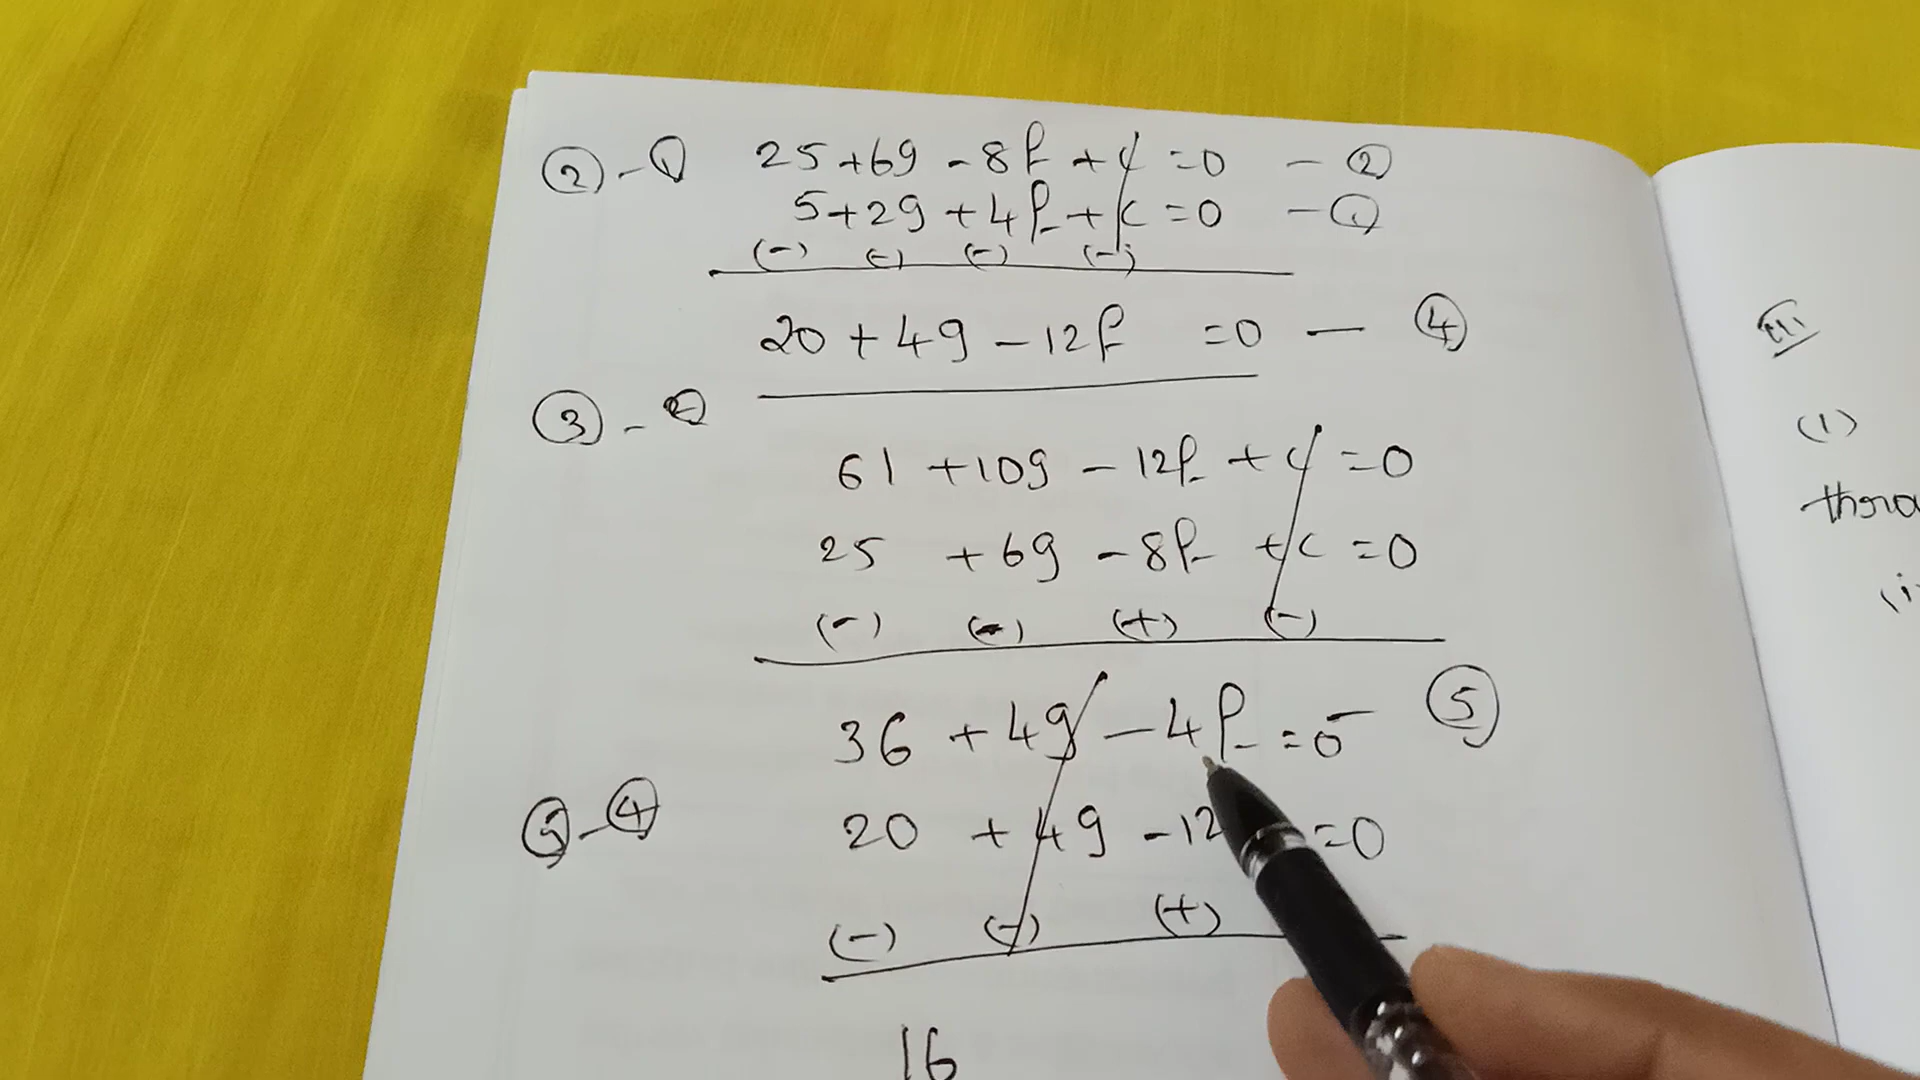 ② - ① 25 + 6g - 8f + c = 0 - ②
5 + 2g + 4f + c = 0 - ①
(-) (-) (-) (-)
20 + 4g - 12f = 0 — ④
③ - ②
61 + 10g - 12f + c = 0
25 + 6g - 8f + c = 0
(-) (-) (+) (-)
36 + 4g - 4f = 0 ⑤
⑤ - ④ 20 + 4g - 12 = 0
(-) (-) (+)
16
III
(1)